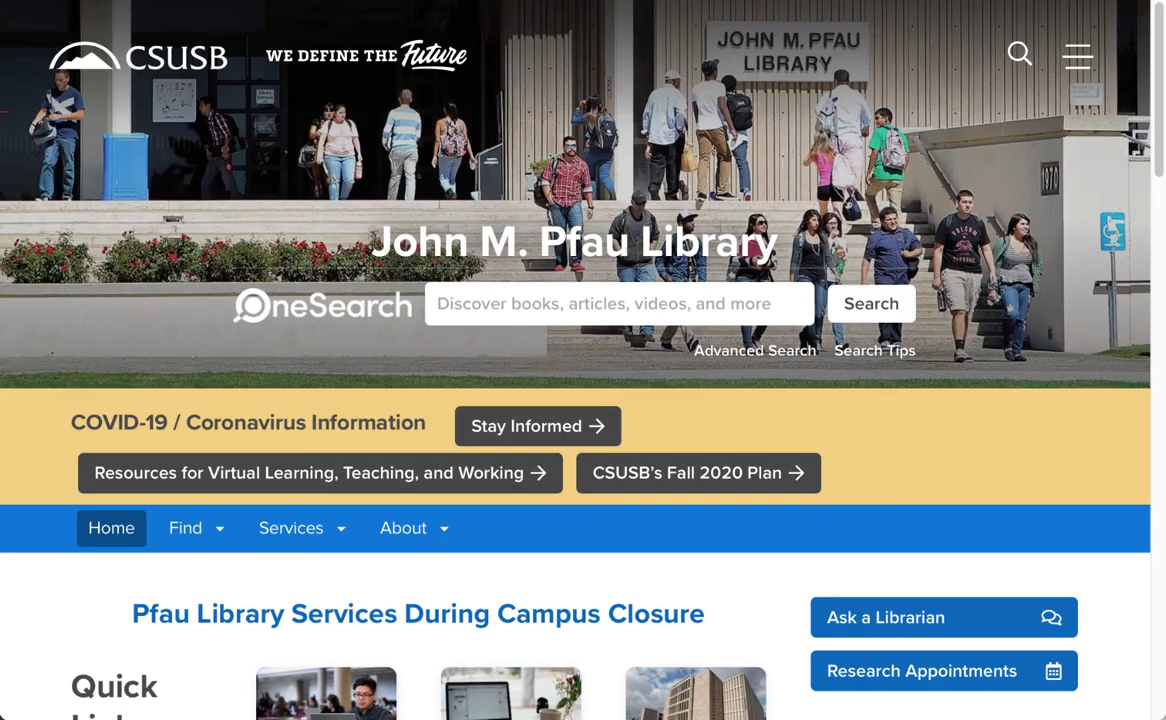 CSUSB WE DEFINE THE Future
JOHN M. PFAU
LIBRARY
1970
John M. Pfau Library
OneSearch Discover books, articles, videos, and more Search
Advanced Search Search Tips
COVID-19 / Coronavirus Information Stay Informed →
Resources for Virtual Learning, Teaching, and Working → CSUSB's Fall 2020 Plan →
Home Find Services About
Pfau Library Services During Campus Closure
Ask a Librarian
Research Appointments
Quick